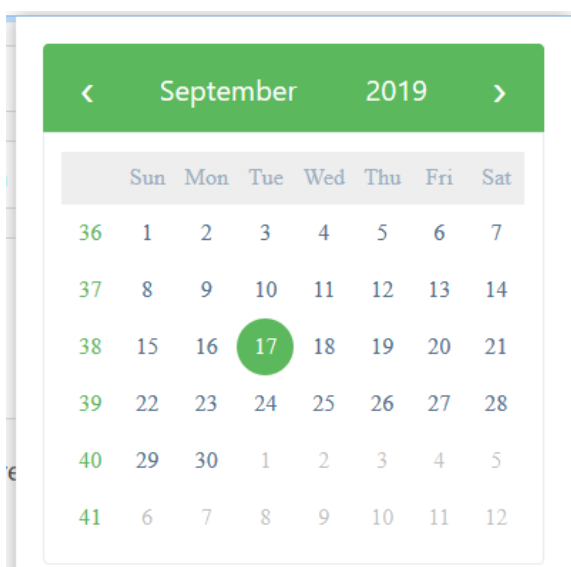 ‹ September 2019 ›
Sun Mon Tue Wed Thu Fri Sat
36 1 2 3 4 5 6 7
37 8 9 10 11 12 13 14
38 15 16 17 18 19 20 21
39 22 23 24 25 26 27 28
40 29 30 1 2 3 4 5
41 6 7 8 9 10 11 12